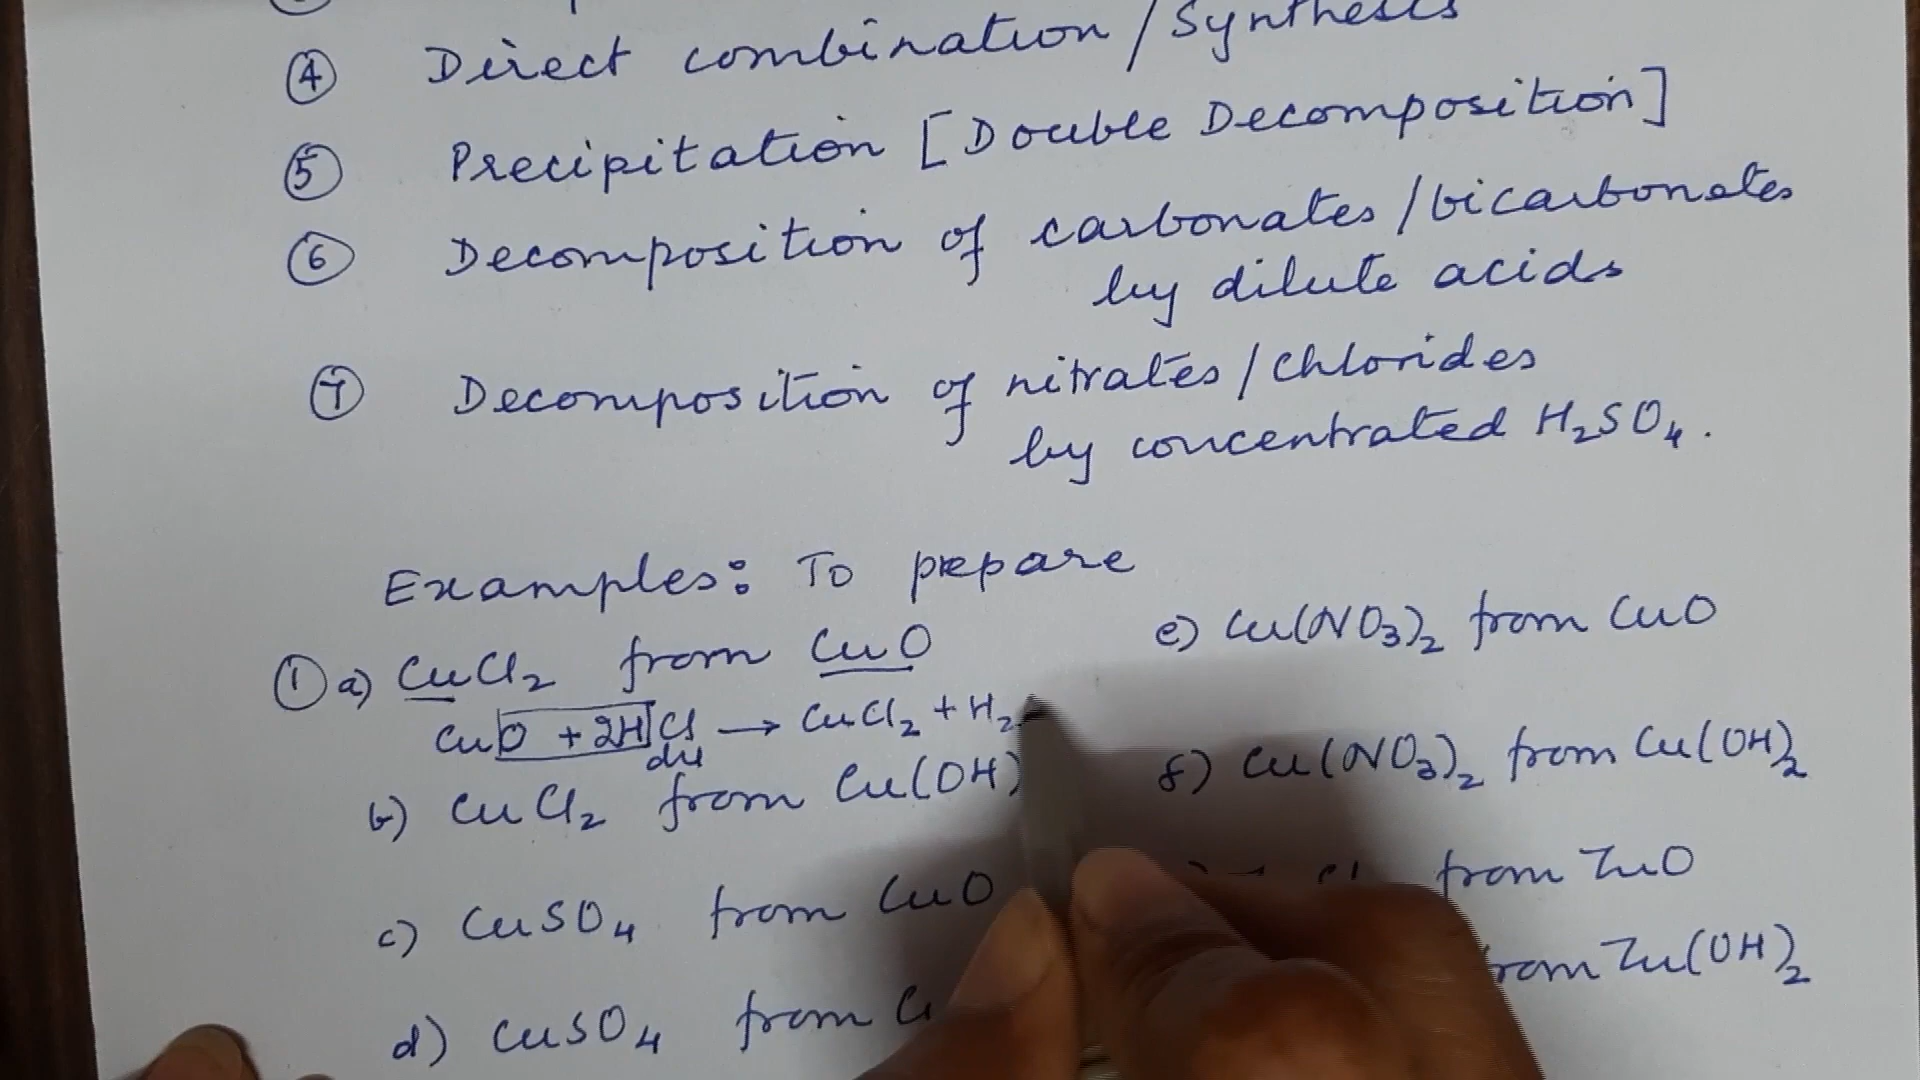 ④ Direct combination / Synthesis
⑤ Precipitation [Double Decomposition]
⑥ Decomposition of carbonates / bicarbonates
by dilute acids
⑦ Decomposition of nitrates / chlorides
by concentrated H₂SO₄.
Examples: To prepare
① a) CuCl₂ from CuO
CuO + 2HCl → CuCl₂ + H₂
dil
b) CuCl₂ from Cu(OH)
c) CuSO₄ from CuO
d) CuSO₄ from C
e) Cu(NO₃)₂ from CuO
f) Cu(NO₃)₂ from Cu(OH)₂
from ZnO
from Zn(OH)₂